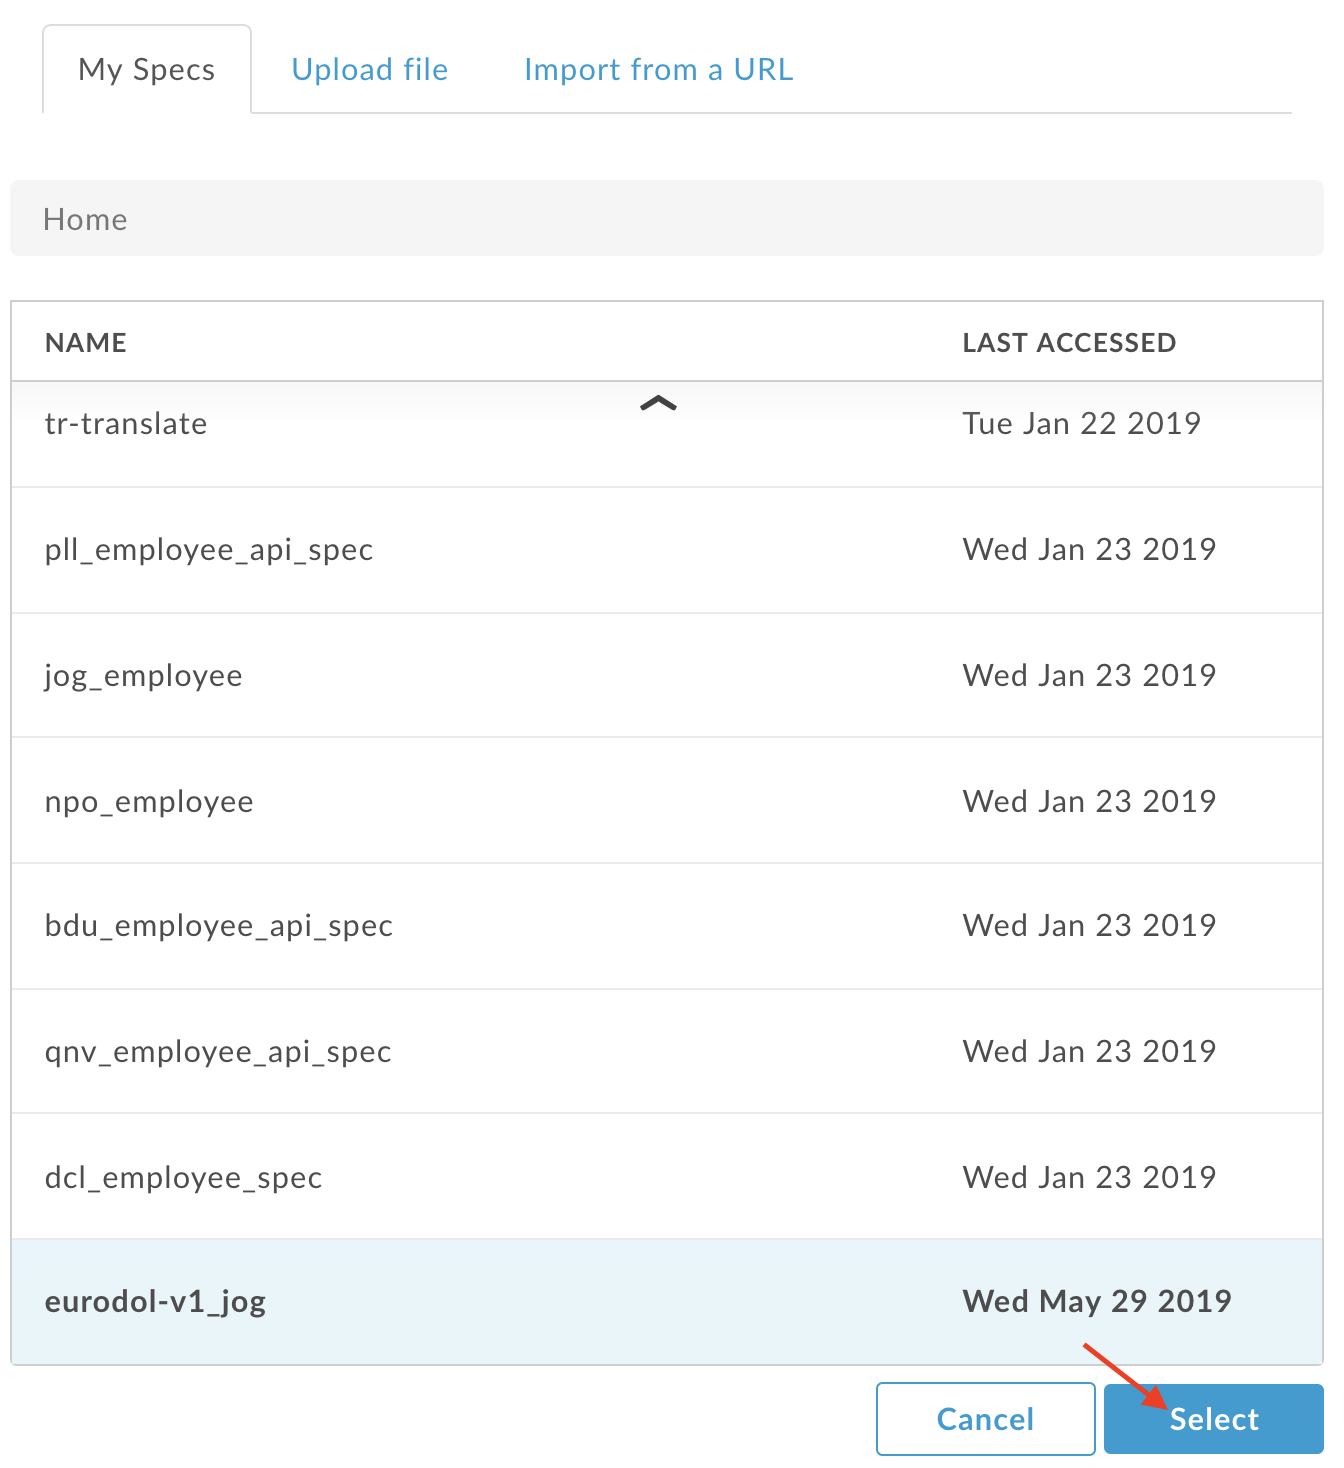 My Specs Upload file Import from a URL
Home
NAME LAST ACCESSED
tr-translate Tue Jan 22 2019
pll_employee_api_spec Wed Jan 23 2019
jog_employee Wed Jan 23 2019
npo_employee Wed Jan 23 2019
bdu_employee_api_spec Wed Jan 23 2019
qnv_employee_api_spec Wed Jan 23 2019
dcl_employee_spec Wed Jan 23 2019
eurodol-v1_jog Wed May 29 2019
Cancel Select